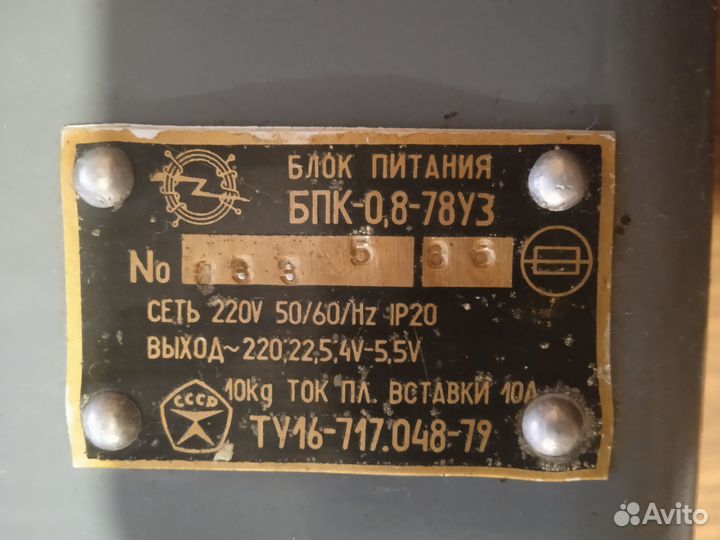 БЛОК ПИТАНИЯ
БПК-0,8-78У3
№ 5
СЕТЬ 220V 50/60/Hz IP20
ВЫХОД~220,22,5,4V-5,5V
10Kg ТОК ПЛ. ВСТАВКИ 10А
СССР
ТУ16-717.048-79
Avito